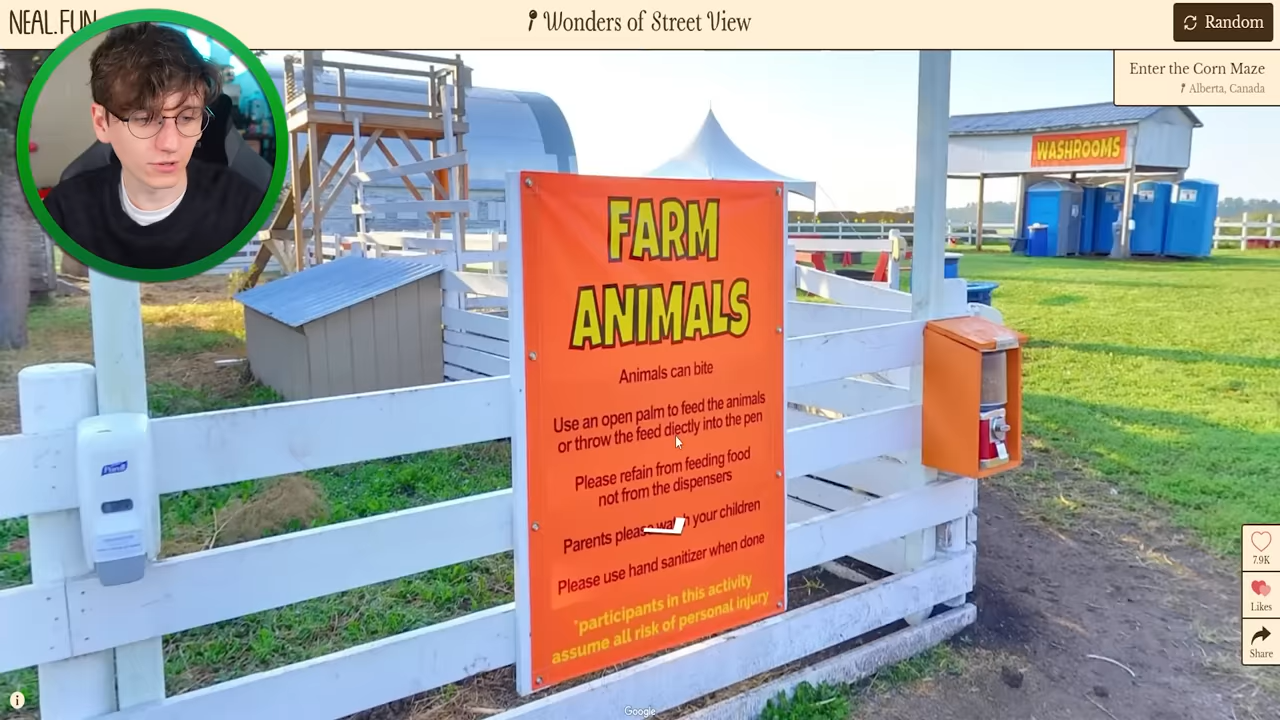 NEAL.FUN
Wonders of Street View
Random
Enter the Corn Maze
Alberta, Canada
WASHROOMS
FARM
ANIMALS
Animals can bite
Use an open palm to feed the animals
or throw the feed diectly into the pen
Please refain from feeding food
not from the dispensers
Parents please watch your children
Please use hand sanitizer when done
*participants in this activity
assume all risk of personal injury
Purell
7.9K
Likes
Share
Google